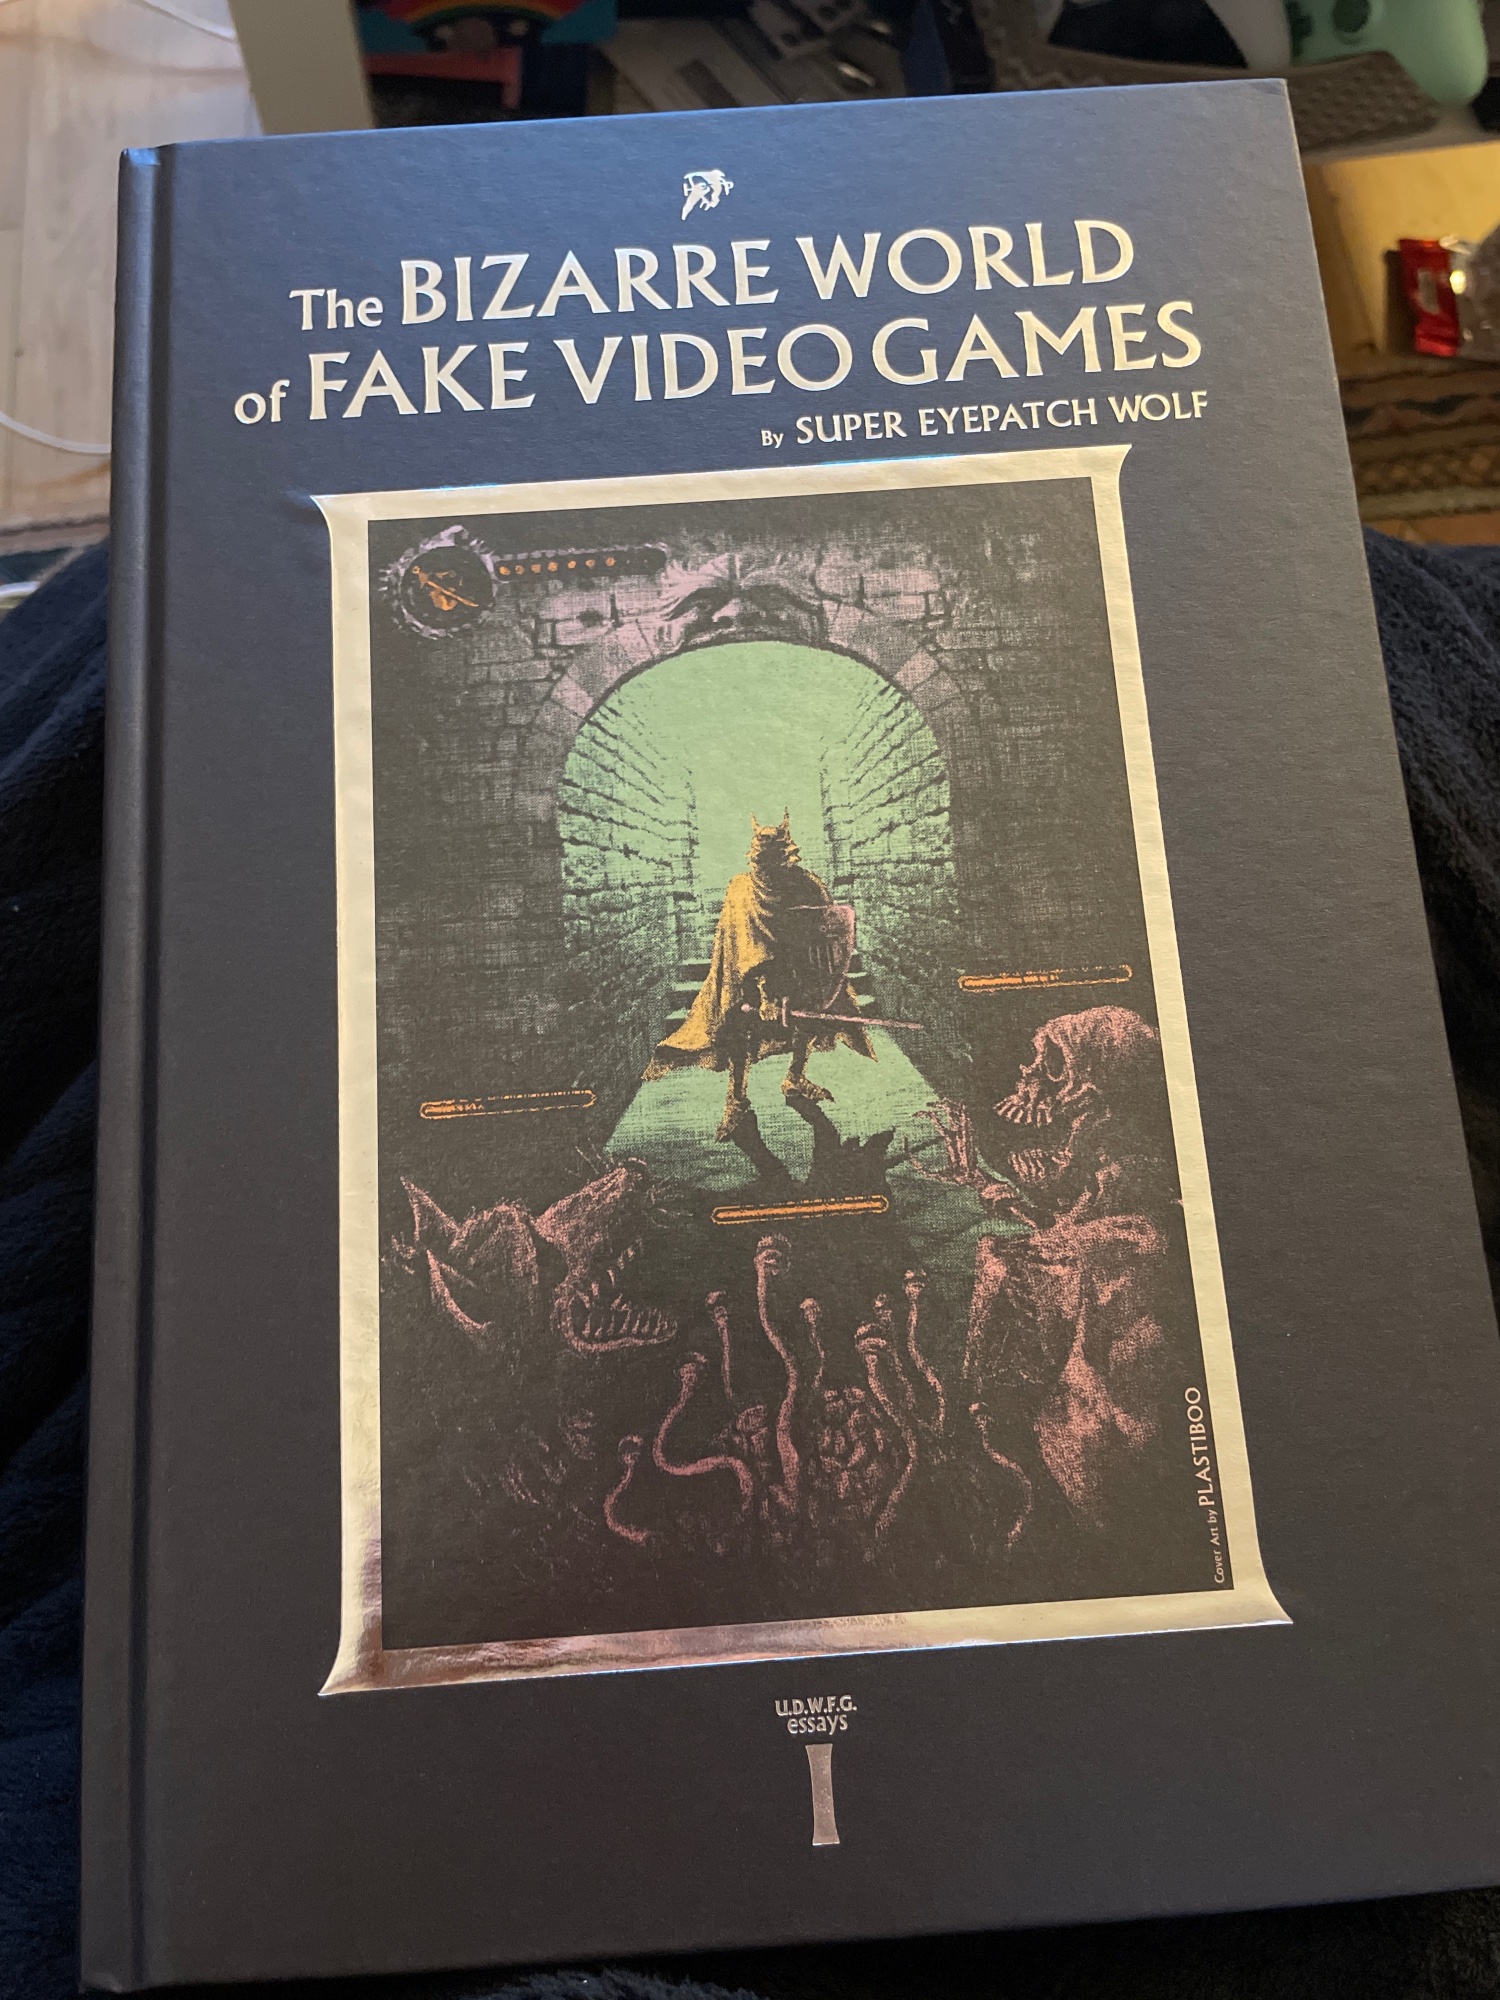 The BIZARRE WORLD
of FAKE VIDEO GAMES
By SUPER EYEPATCH WOLF
Cover Art by PLASTIBOO
U.D.W.F.G.
essays
I